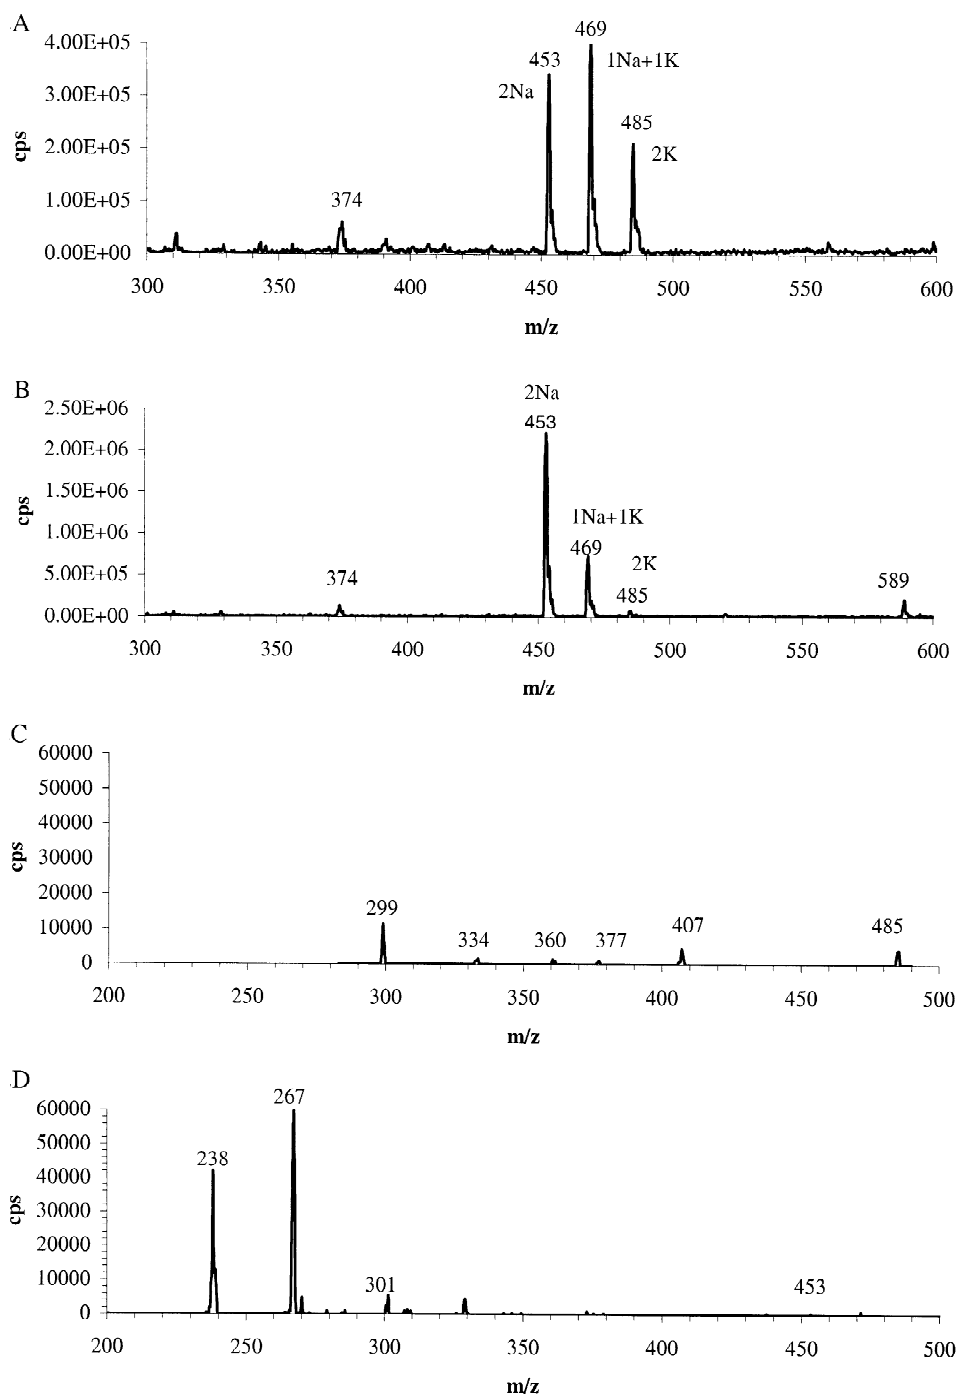 A
4.00E+05
3.00E+05
2.00E+05
1.00E+05
0.00E+00
cps
374
2Na
453
469
1Na+1K
485
2K
300 350 400 450 500 550 600
m/z
B
2.50E+06
2.00E+06
1.50E+06
1.00E+06
5.00E+05
0.00E+00
cps
374
2Na
453
1Na+1K
469
2K
485
589
300 350 400 450 500 550 600
m/z
C
60000
50000
40000
30000
20000
10000
0
cps
299 334 360 377 407 485
200 250 300 350 400 450 500
m/z
D
60000
50000
40000
30000
20000
10000
0
cps
238
267
301
453
200 250 300 350 400 450 500
m/z